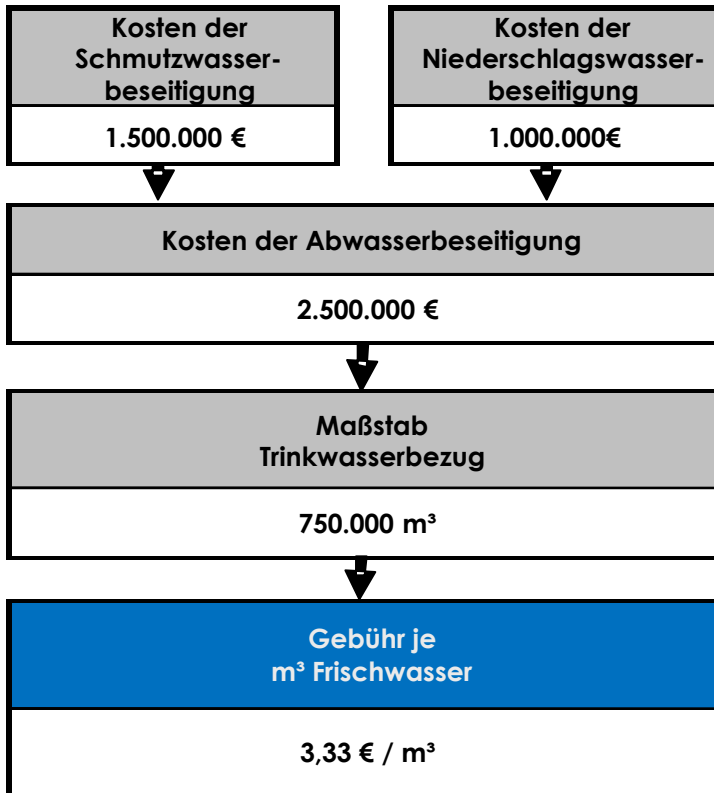 Kosten der
Schmutzwasser-
beseitigung
1.500.000 €
Kosten der
Niederschlagswasser-
beseitigung
1.000.000€
Kosten der Abwasserbeseitigung
2.500.000 €
Maßstab
Trinkwasserbezug
750.000 m³
Gebühr je
m³ Frischwasser
3,33 € / m³